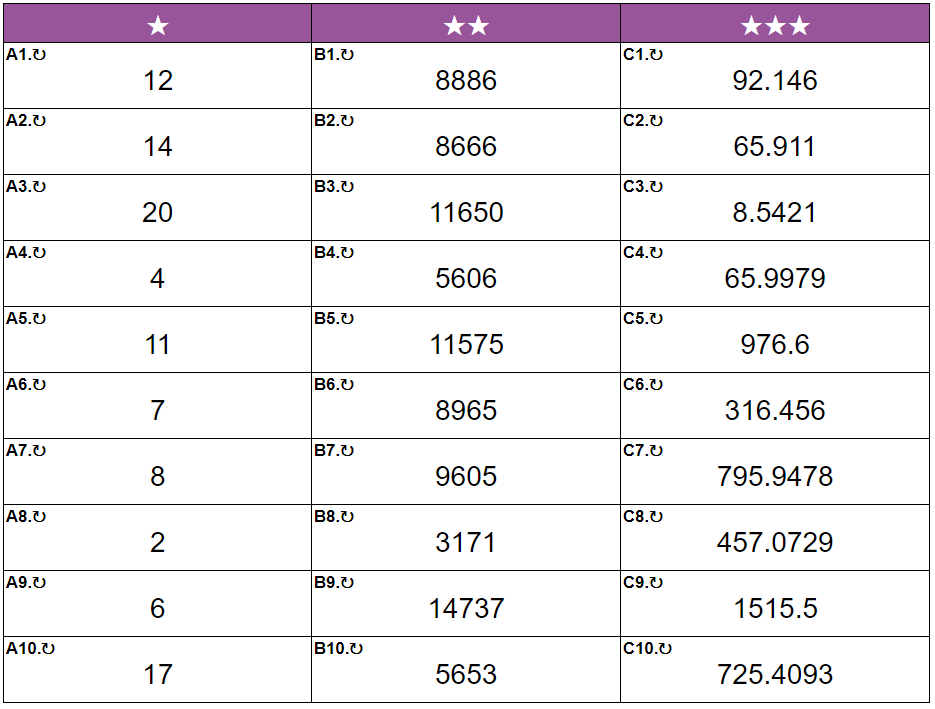 ★ ★★ ★★★
A1.↻ B1.↻ C1.↻
12 8886 92.146
A2.↻ B2.↻ C2.↻
14 8666 65.911
A3.↻ B3.↻ C3.↻
20 11650 8.5421
A4.↻ B4.↻ C4.↻
4 5606 65.9979
A5.↻ B5.↻ C5.↻
11 11575 976.6
A6.↻ B6.↻ C6.↻
7 8965 316.456
A7.↻ B7.↻ C7.↻
8 9605 795.9478
A8.↻ B8.↻ C8.↻
2 3171 457.0729
A9.↻ B9.↻ C9.↻
6 14737 1515.5
A10.↻ B10.↻ C10.↻
17 5653 725.4093